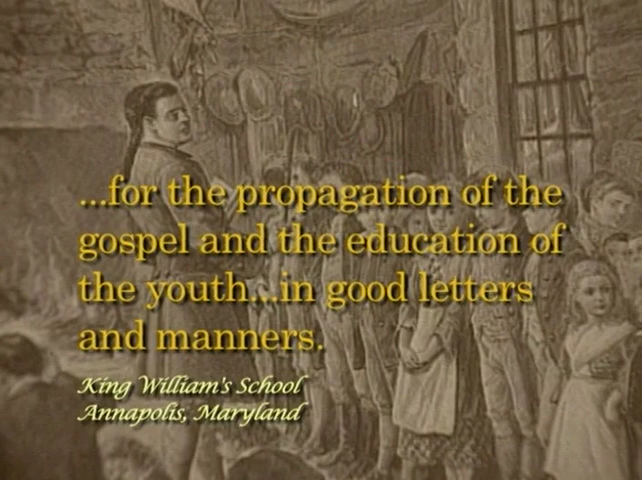 ...for the propagation of the
gospel and the education of
the youth...in good letters
and manners.
King William's School
Annapolis, Maryland